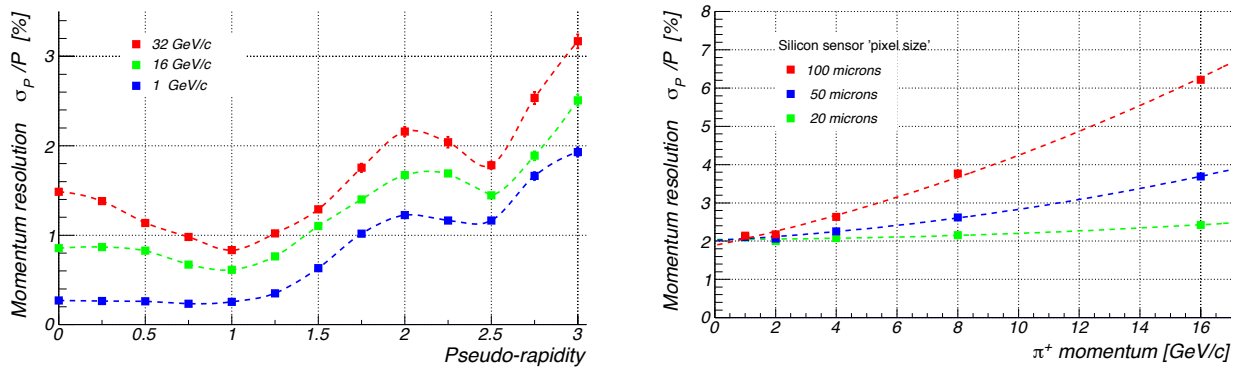 Momentum resolution σP /P [%]
3
2
1
0
32 GeV/c
16 GeV/c
1 GeV/c
0 0.5 1 1.5 2 2.5 3
Pseudo-rapidity
Momentum resolution σP /P [%]
8
7
6
5
4
3
2
1
0
Silicon sensor 'pixel size'
100 microns
50 microns
20 microns
0 2 4 6 8 10 12 14 16
π+ momentum [GeV/c]